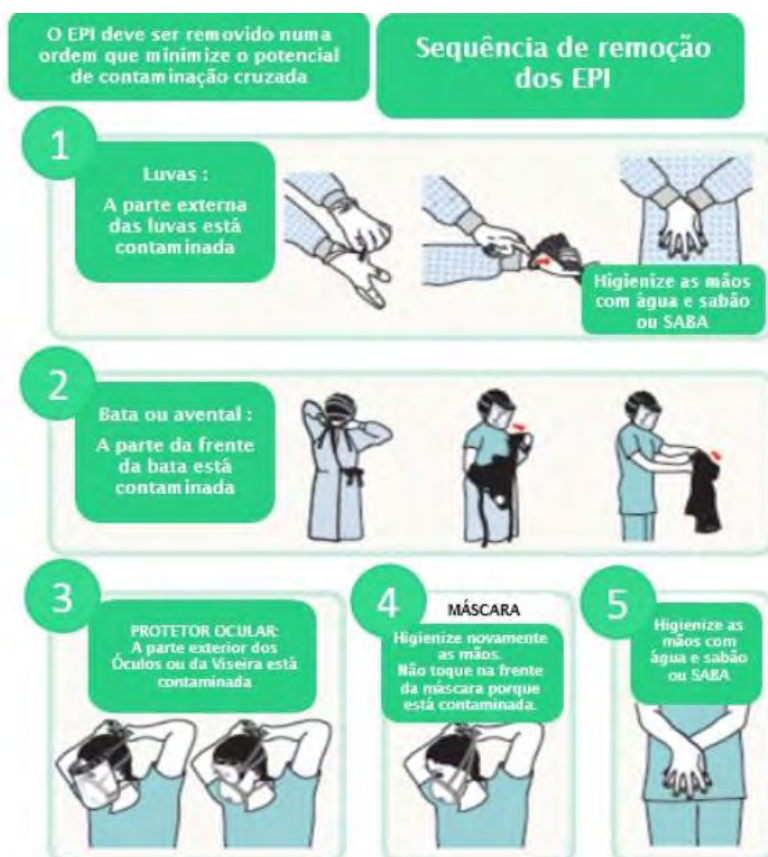 O EPI deve ser removido numa
ordem que minimize o potencial
de contaminação cruzada
Sequência de remoção
dos EPI
1
Luvas :
A parte externa
das luvas está
contaminada
Higienize as mãos
com água e sabão
ou SABA
2
Bata ou avental :
A parte da frente
da bata está
contaminada
3
PROTETOR OCULAR:
A parte exterior dos
Óculos ou da Viseira está
contaminada
4
MÁSCARA
Higienize novamente
as mãos.
Não toque na frente
da máscara porque
está contaminada.
5
Higienize as
mãos com
água e sabão
ou SABA